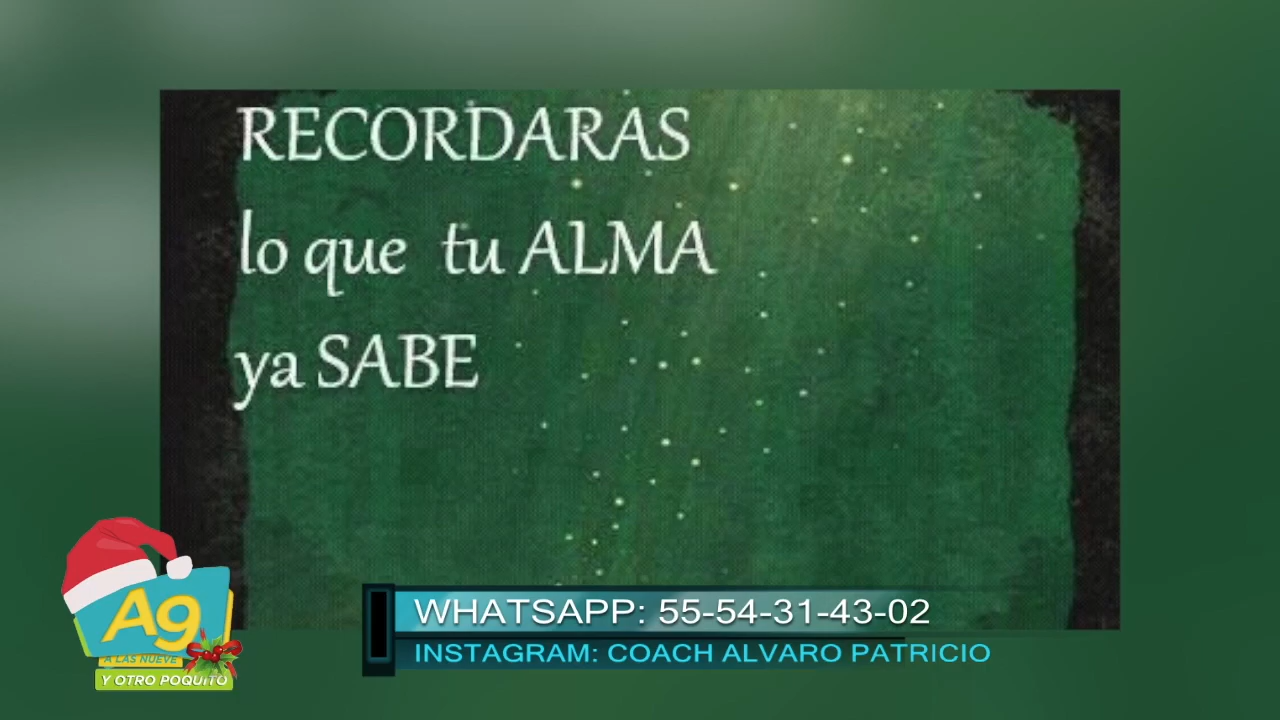 RECORDARAS
lo que tu ALMA
ya SABE
WHATSAPP: 55-54-31-43-02
INSTAGRAM: COACH ALVARO PATRICIO
A9
A LAS NUEVE
Y OTRO POQUITO